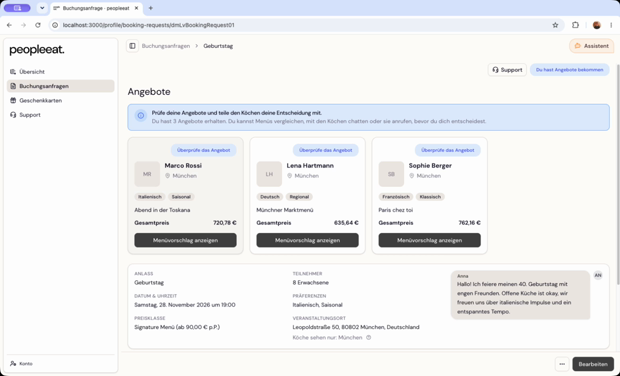 Buchungsanfrage - peopleeat.
localhost:3000/profile/booking-requests/dmLvBookingRequest01
peopleeat.
Übersicht
Buchungsanfragen
Geschenkkarten
Support
Konto
Buchungsanfragen > Geburtstag
Assistent
Support
Du hast Angebote bekommen
Angebote
Prüfe deine Angebote und teile den Köchen deine Entscheidung mit.
Du hast 3 Angebote erhalten. Du kannst Menüs vergleichen, mit den Köchen chatten oder sie anrufen, bevor du dich entscheidest.
Überprüfe das Angebot
MR
Marco Rossi
München
Italienisch
Saisonal
Abend in der Toskana
Gesamtpreis
720,78 €
Menüvorschlag anzeigen
Überprüfe das Angebot
LH
Lena Hartmann
München
Deutsch
Regional
Münchner Marktmenü
Gesamtpreis
635,64 €
Menüvorschlag anzeigen
Überprüfe das Angebot
SB
Sophie Berger
München
Französisch
Klassisch
Paris chez toi
Gesamtpreis
762,16 €
Menüvorschlag anzeigen
ANLASS
Geburtstag
DATUM & UHRZEIT
Samstag, 28. November 2026 um 19:00
PREISKLASSE
Signature Menü (ab 90,00 € p.P.)
TEILNEHMER
8 Erwachsene
PRÄFERENZEN
Italienisch, Saisonal
VERANSTALTUNGSORT
Leopoldstraße 50, 80802 München, Deutschland
Köche sehen nur: München
Anna
Hallo! Ich feiere meinen 40. Geburtstag mit
engen Freunden. Offene Küche ist okay, wir
freuen uns über italienische Impulse und ein
entspanntes Tempo.
AN
Bearbeiten